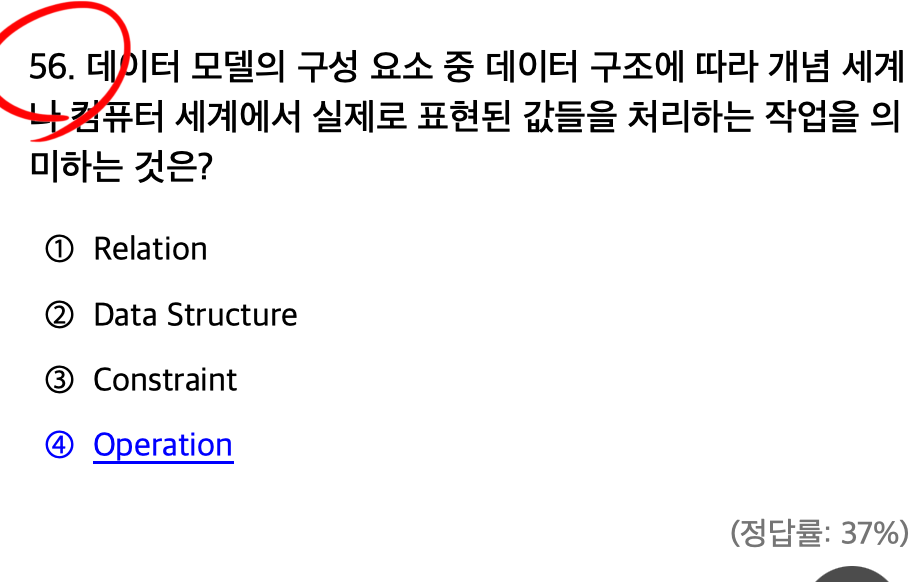 56. 데이터 모델의 구성 요소 중 데이터 구조에 따라 개념 세계
나 컴퓨터 세계에서 실제로 표현된 값들을 처리하는 작업을 의
미하는 것은?
① Relation
② Data Structure
③ Constraint
④ Operation
(정답률: 37%)